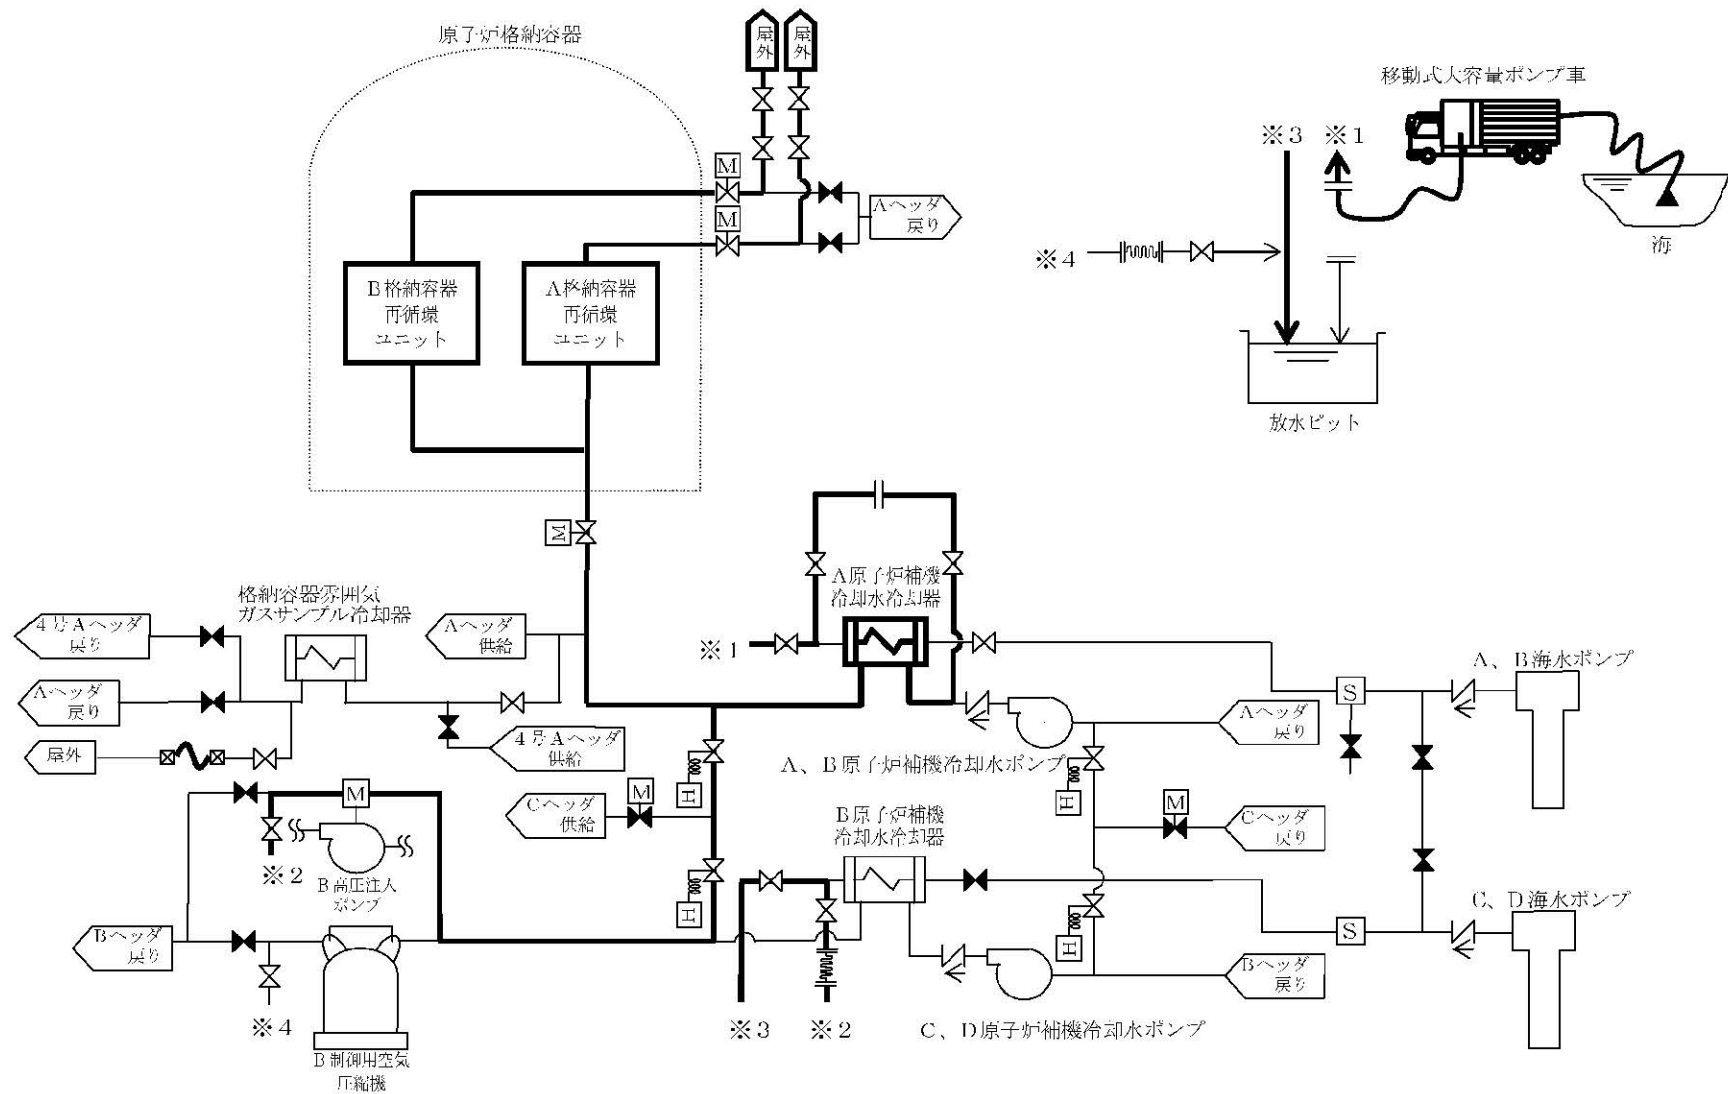 原子炉格納容器
屋外
屋外
移動式大容量ポンプ車
※3
※1
M
M
Aヘッダ
戻り
※4
海
B格納容器
再循環
ユニット
A格納容器
再循環
ユニット
放水ピット
M
格納容器雰囲気
ガスサンプル冷却器
A原子炉補機
冷却水冷却器
4号Aヘッダ
戻り
Aヘッダ
供給
※1
A、B海水ポンプ
S
Aヘッダ
戻り
Aヘッダ
戻り
4号Aヘッダ
供給
屋外
A、B原子炉補機冷却水ポンプ
M
H
M
H
M
Cヘッダ
供給
B原子炉補機
冷却水冷却器
Cヘッダ
戻り
※2
B高圧注入
ポンプ
H
C、D海水ポンプ
S
Bヘッダ
戻り
H
Bヘッダ
戻り
※4
※3
※2
C、D原子炉補機冷却水ポンプ
B制御用空気
圧縮機